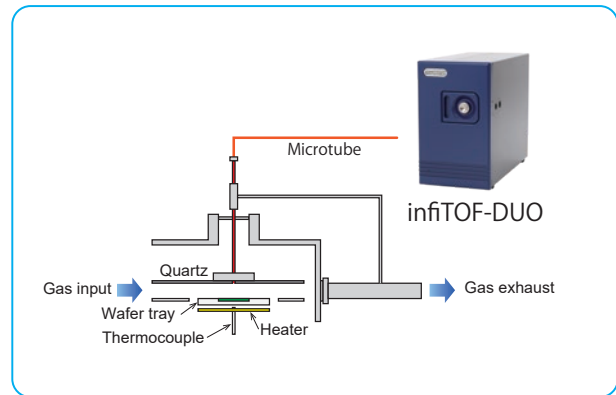 Microtube
infiTOF-DUO
Quartz
Gas input
Gas exhaust
Wafer tray
Heater
Thermocouple